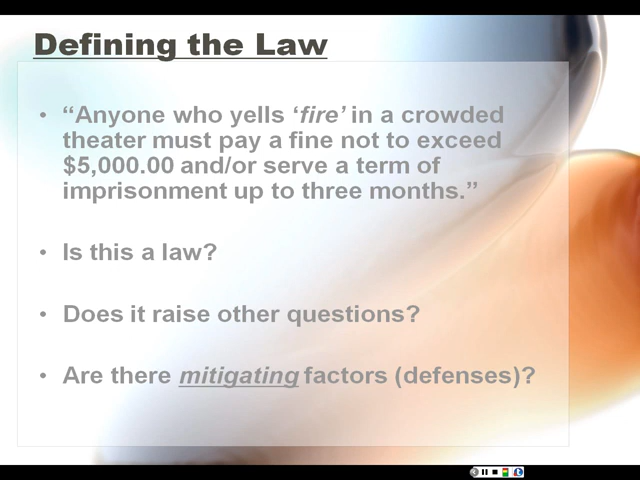 Defining the Law
• “Anyone who yells ‘fire’ in a crowded
theater must pay a fine not to exceed
$5,000.00 and/or serve a term of
imprisonment up to three months.”
• Is this a law?
• Does it raise other questions?
• Are there mitigating factors (defenses)?